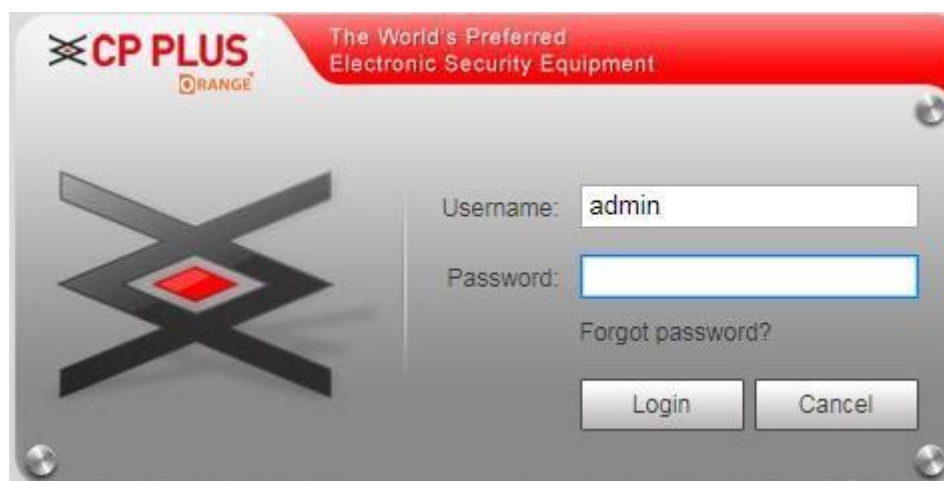 CP PLUS
ORANGE
The World's Preferred
Electronic Security Equipment
Username: admin
Password:
Forgot password?
Login Cancel